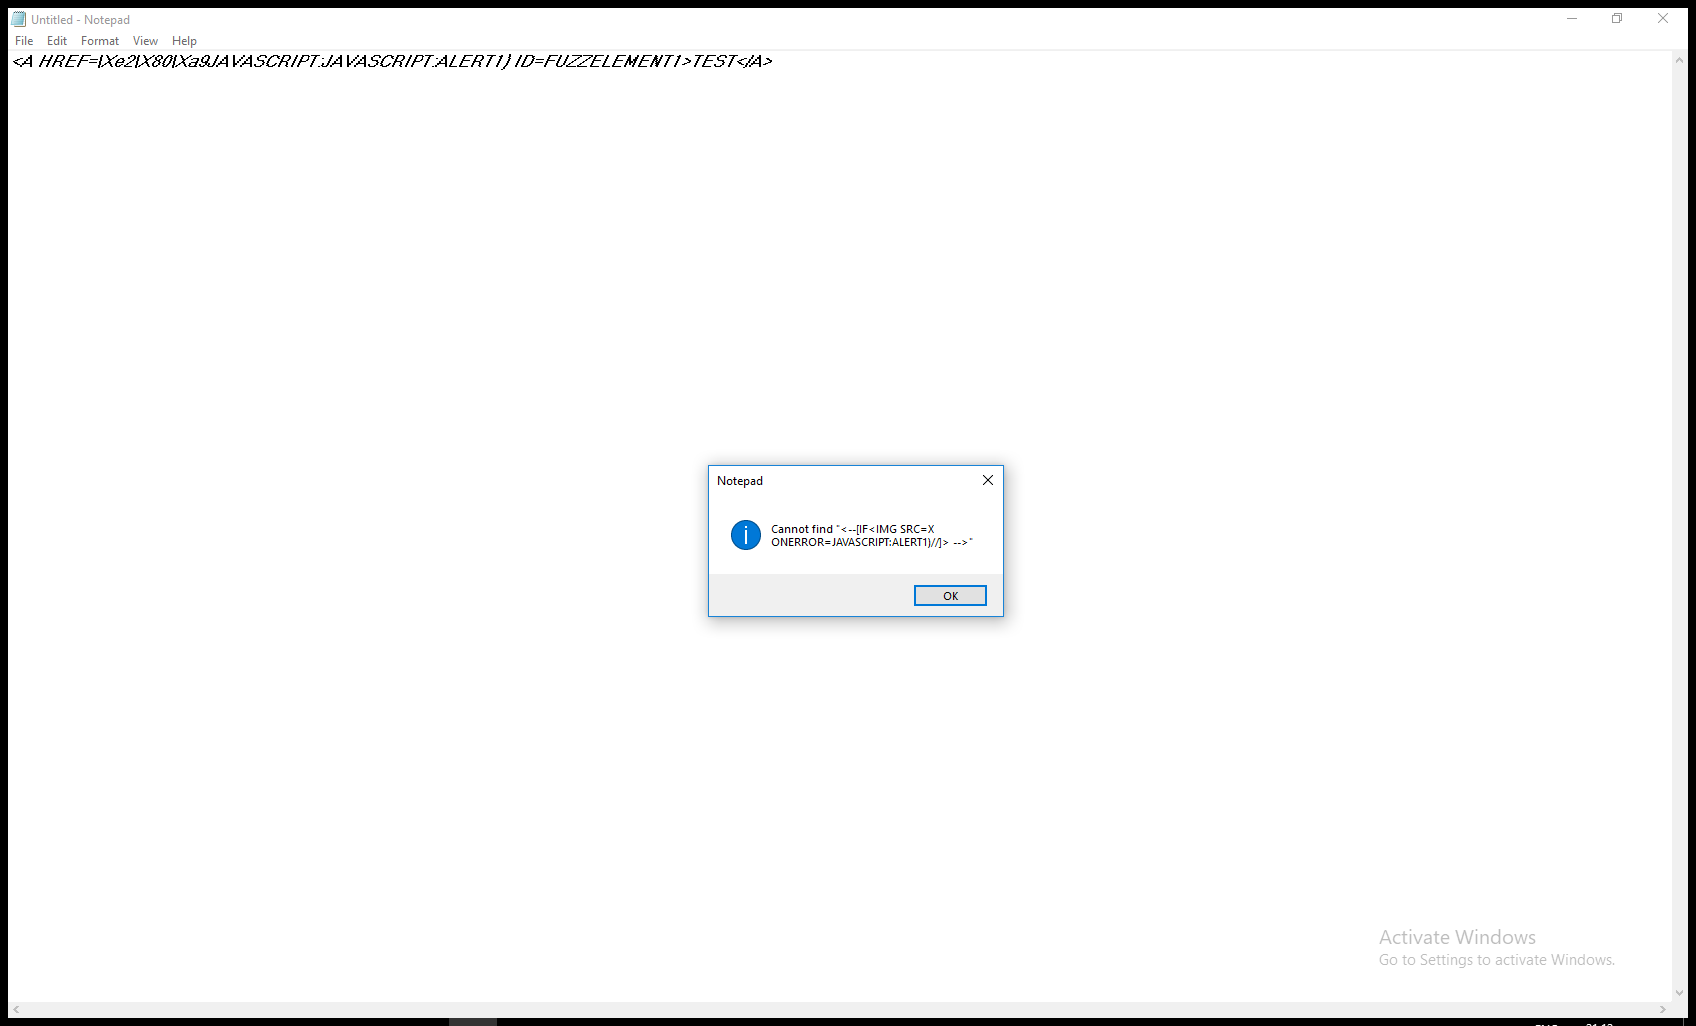 Untitled - Notepad
File Edit Format View Help
<A HREF=\Xe2\X80\Xa9JAVASCRIPT:JAVASCRIPT:ALERT1) ID=FUZZELEMENT1>TEST</A>
Notepad
Cannot find "<--[IF<IMG SRC=X
ONERROR=JAVASCRIPT:ALERT1)//]> -->"
OK
Activate Windows
Go to Settings to activate Windows.